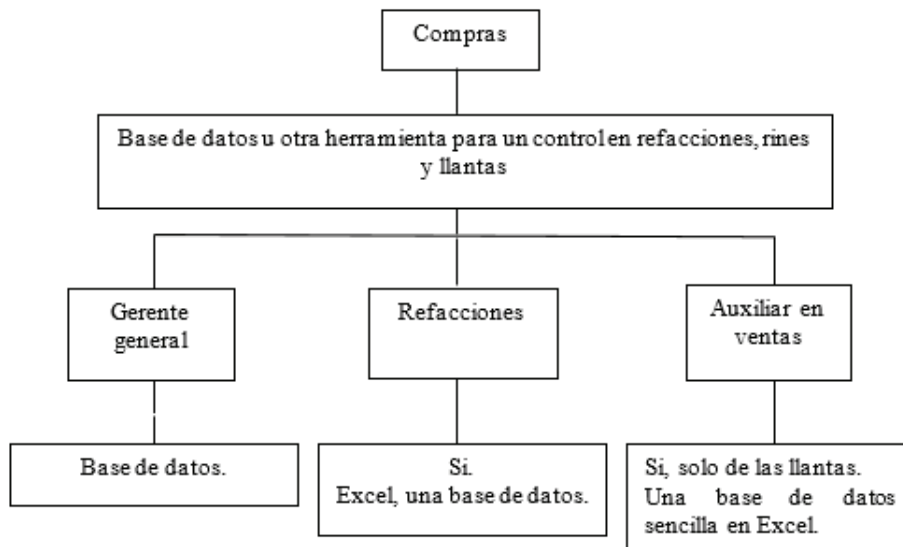 Compras
Base de datos u otra herramienta para un control en refacciones, rines
y llantas
Gerente
general
Refacciones
Auxiliar en
ventas
Base de datos.
Si.
Excel, una base de datos.
Si, solo de las llantas.
Una base de datos
sencilla en Excel.